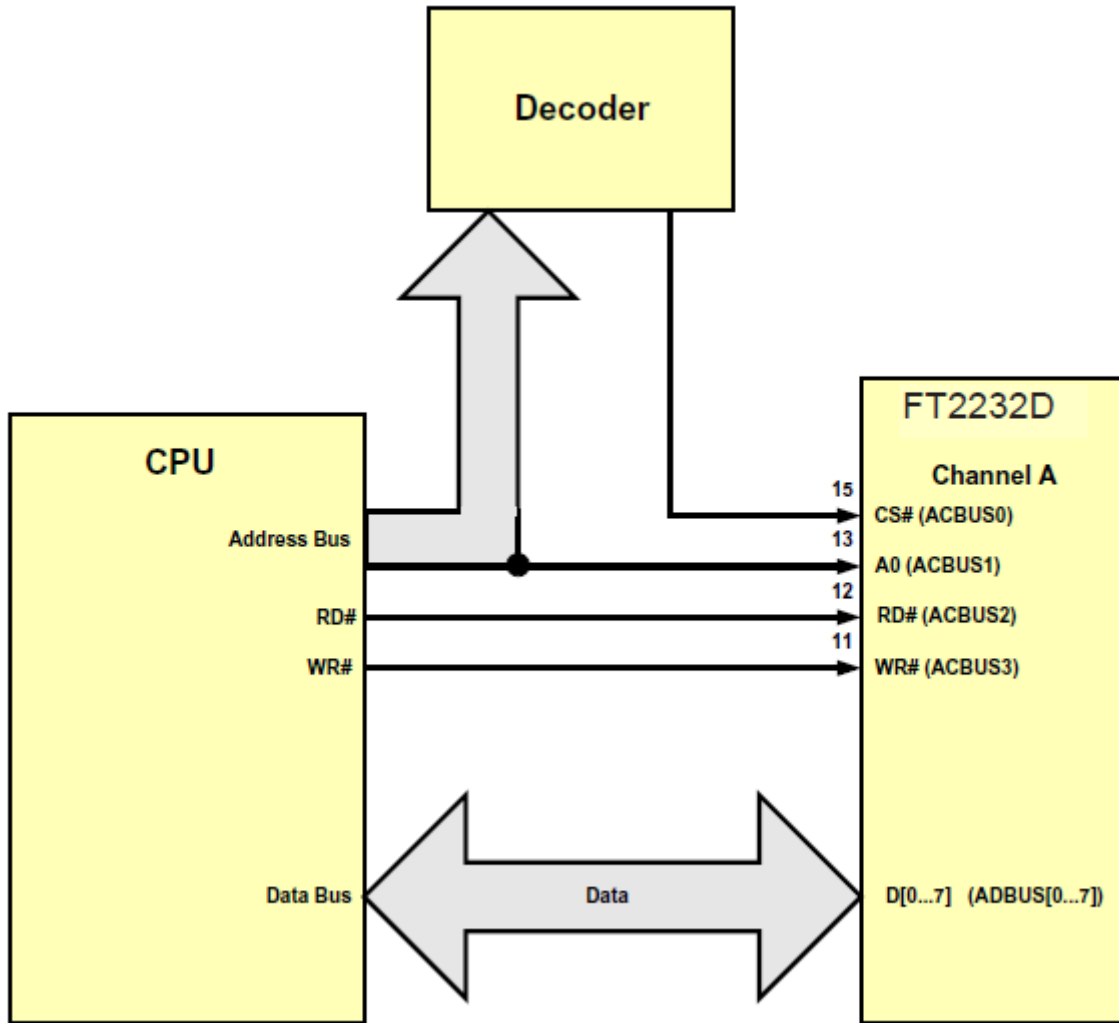 Decoder
CPU
Address Bus
RD#
WR#
Data Bus
Data
FT2232D
Channel A
15
CS# (ACBUS0)
13
A0 (ACBUS1)
12
RD# (ACBUS2)
11
WR# (ACBUS3)
D[0...7] (ADBUS[0...7])